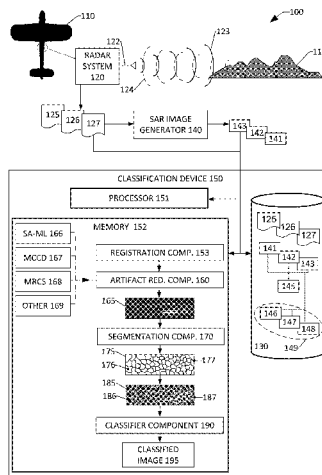 100
110
122
123
RADAR
SYSTEM
120
124
11
125
126
127
SAR IMAGE
GENERATOR 140
143
142
141
CLASSIFICATION DEVICE 150
PROCESSOR 151
MEMORY 152
SA-ML 166
MCCD 167
MRCS 168
OTHER 169
REGISTRATION COMP. 153
ARTIFACT RED. COMP. 160
165
SEGMENTATION COMP. 170
175
176
177
185
186
187
CLASSIFIER COMPONENT 190
CLASSIFIED
IMAGE 195
126
127
141
142
143
145
146
147
148
130
149